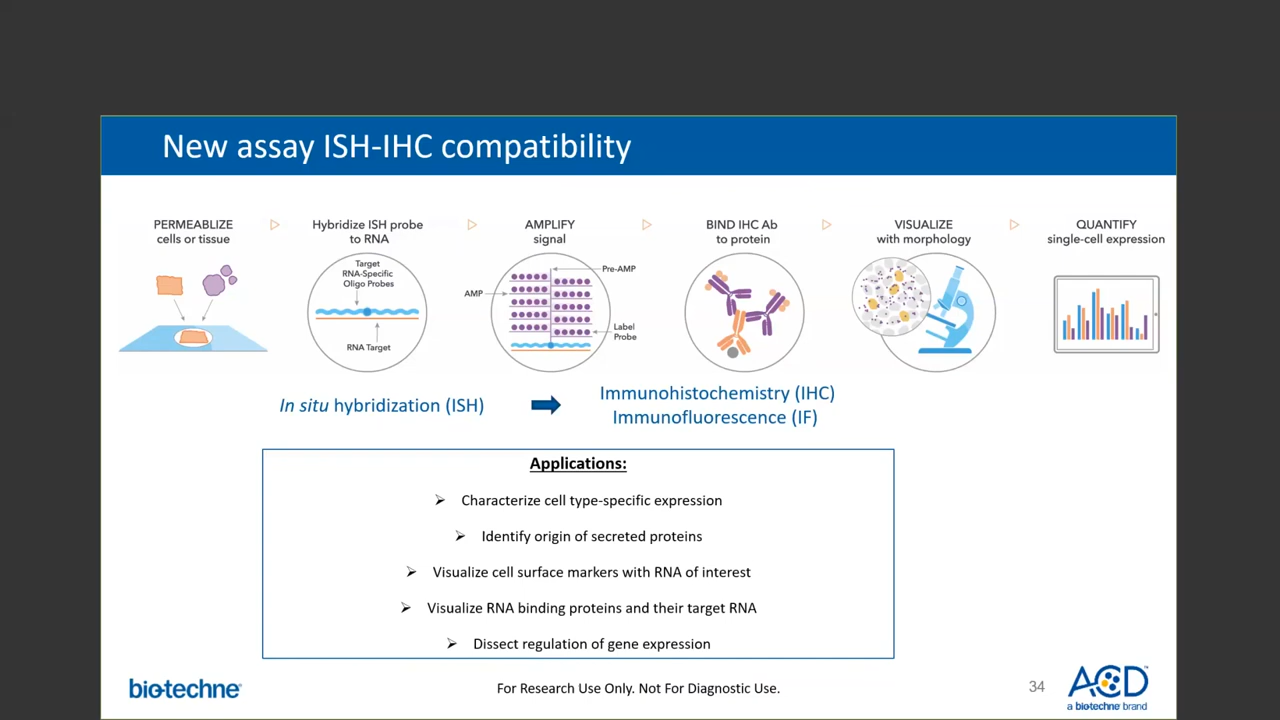 New assay ISH-IHC compatibility
PERMEABLIZE
cells or tissue
Hybridize ISH probe
to RNA
Target
RNA-Specific
Oligo Probes
RNA Target
AMPLIFY
signal
Pre-AMP
AMP
Label
Probe
BIND IHC Ab
to protein
VISUALIZE
with morphology
QUANTIFY
single-cell expression
In situ hybridization (ISH)
Immunohistochemistry (IHC)
Immunofluorescence (IF)
Applications:
Characterize cell type-specific expression
Identify origin of secreted proteins
Visualize cell surface markers with RNA of interest
Visualize RNA binding proteins and their target RNA
Dissect regulation of gene expression
bio-techne®
For Research Use Only. Not For Diagnostic Use.
34
ACD™
a bio-techne brand